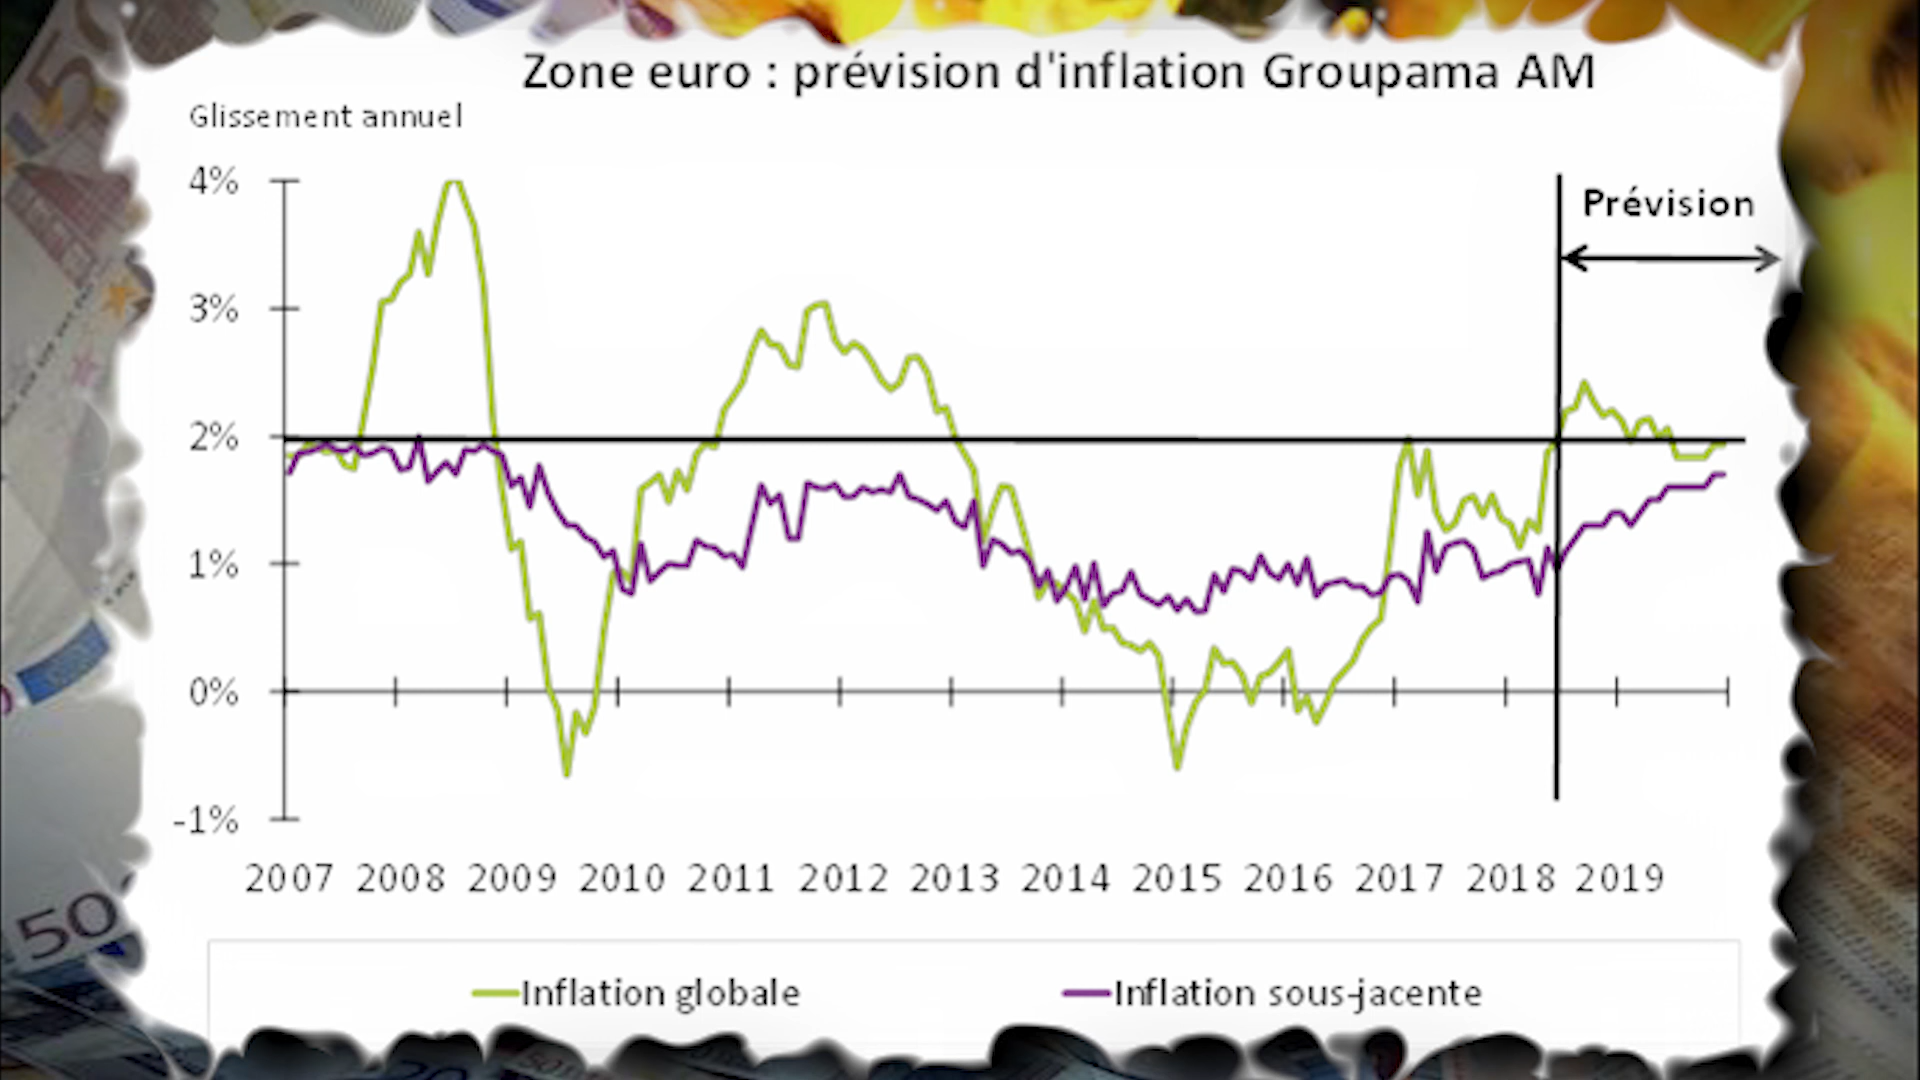 Zone euro : prévision d'inflation Groupama AM
Glissement annuel
4%
Prévision
3%
2%
1%
0%
-1%
2007 2008 2009 2010 2011 2012 2013 2014 2015 2016 2017 2018 2019
Inflation globale
Inflation sous-jacente
50